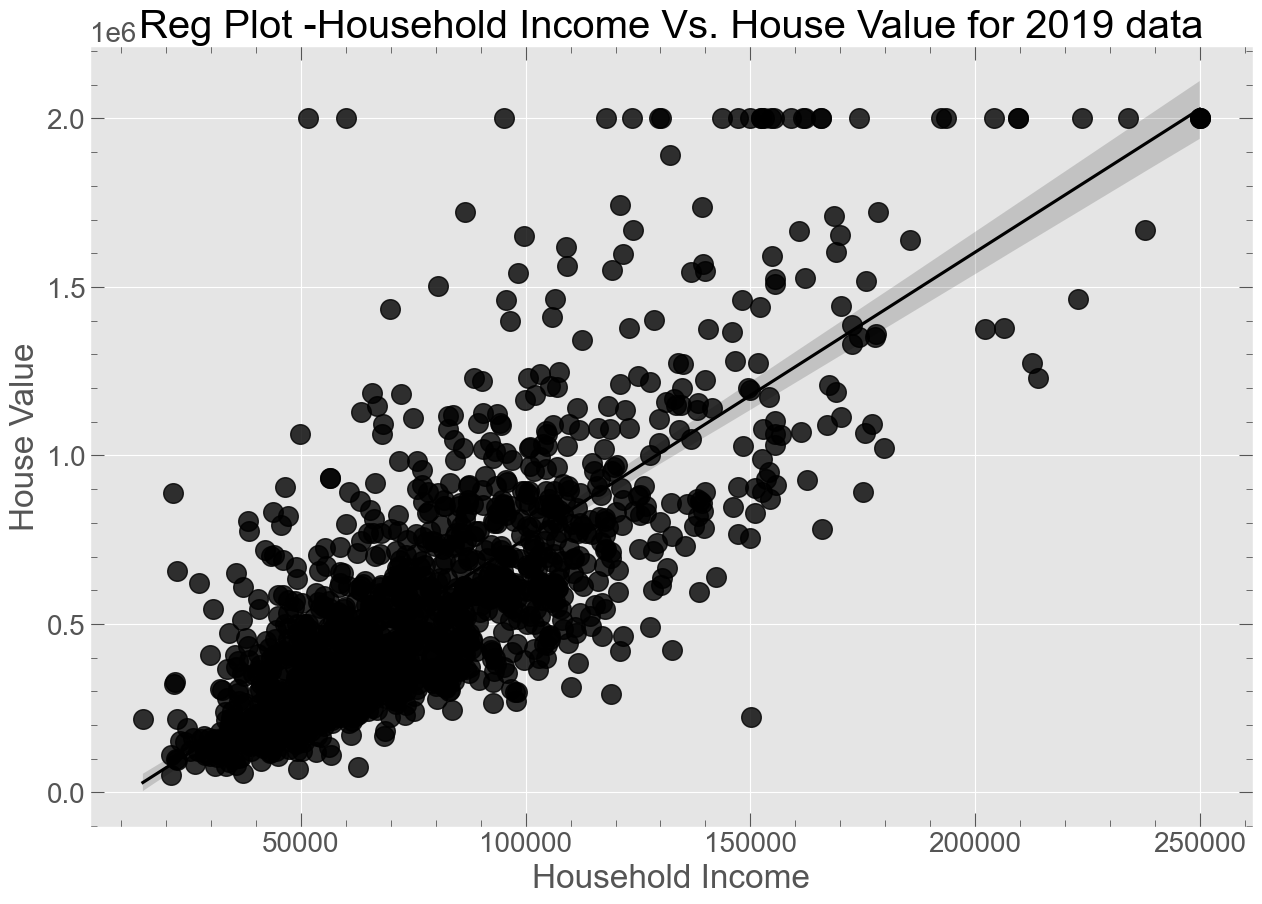 Reg Plot -Household Income Vs. House Value for 2019 data
1e6
2.0
1.5
1.0
0.5
0.0
House Value
50000 100000 150000 200000 250000
Household Income